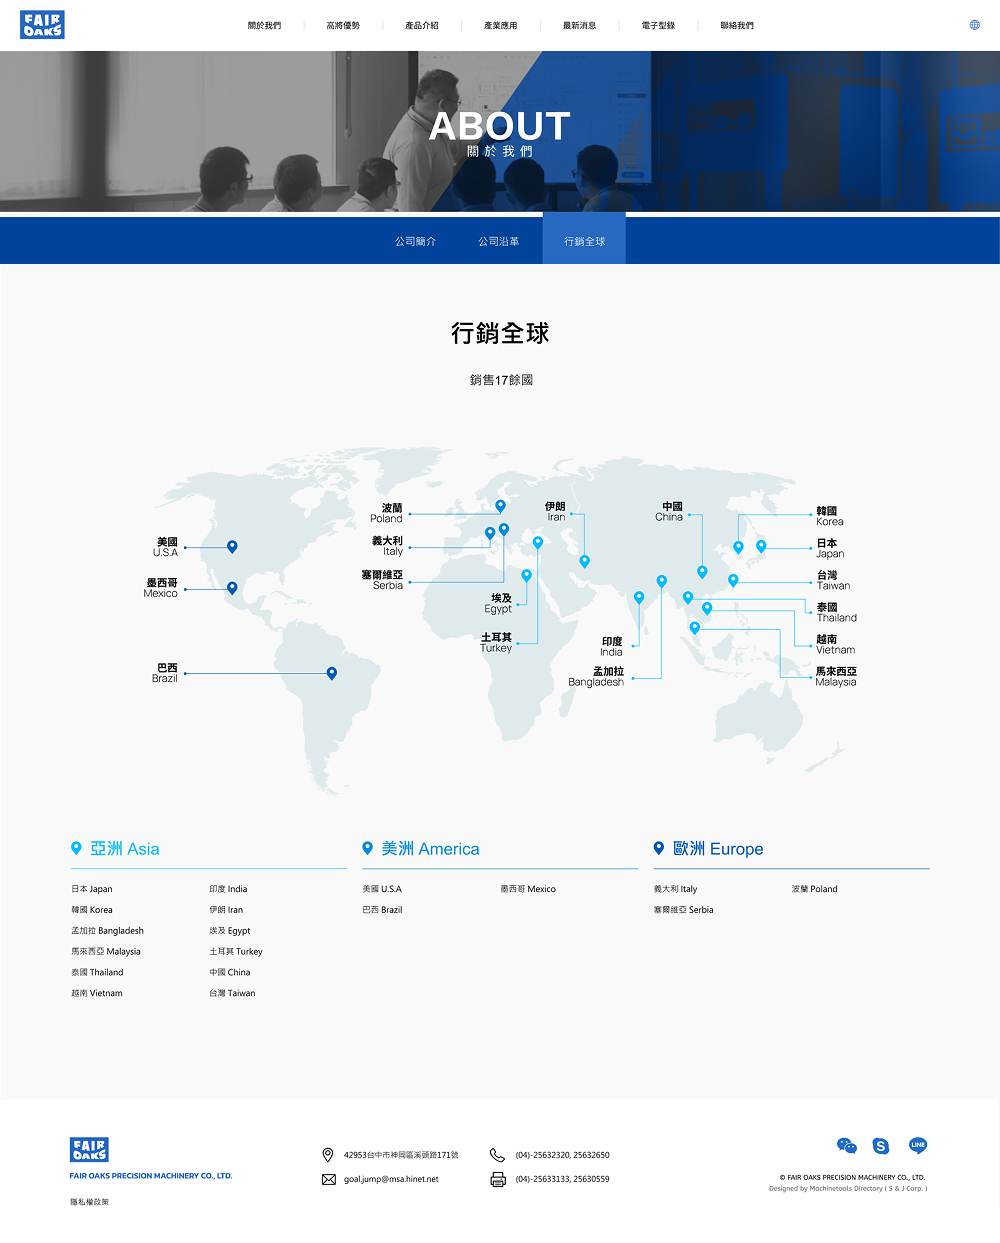 FAIR
OAKS
關於我們
高將優勢
產品介紹
產業應用
最新消息
電子型錄
聯絡我們
ABOUT
關於我們
公司簡介
公司沿革
行銷全球
行銷全球
銷售17餘國
美國
U.S.A
墨西哥
Mexico
巴西
Brazil
波蘭
Poland
義大利
Italy
塞爾維亞
Serbia
埃及
Egypt
土耳其
Turkey
伊朗
Iran
中國
China
印度
India
孟加拉
Bangladesh
韓國
Korea
日本
Japan
台灣
Taiwan
泰國
Thailand
越南
Vietnam
馬來西亞
Malaysia
亞洲 Asia
日本 Japan
印度 India
韓國 Korea
伊朗 Iran
孟加拉 Bangladesh
埃及 Egypt
馬來西亞 Malaysia
土耳其 Turkey
泰國 Thailand
中國 China
越南 Vietnam
台灣 Taiwan
美洲 America
美國 U.S.A
墨西哥 Mexico
巴西 Brazil
歐洲 Europe
義大利 Italy
波蘭 Poland
塞爾維亞 Serbia
FAIR
OAKS
FAIR OAKS PRECISION MACHINERY CO., LTD.
隱私權政策
42953台中市神岡區溪頭路171號
goal.jump@msa.hinet.net
(04)-25632320, 25632650
(04)-25633133, 25630559
S
LINE
© FAIR OAKS PRECISION MACHINERY CO., LTD.
Designed by Machinetools Directory ( S & J Corp. )